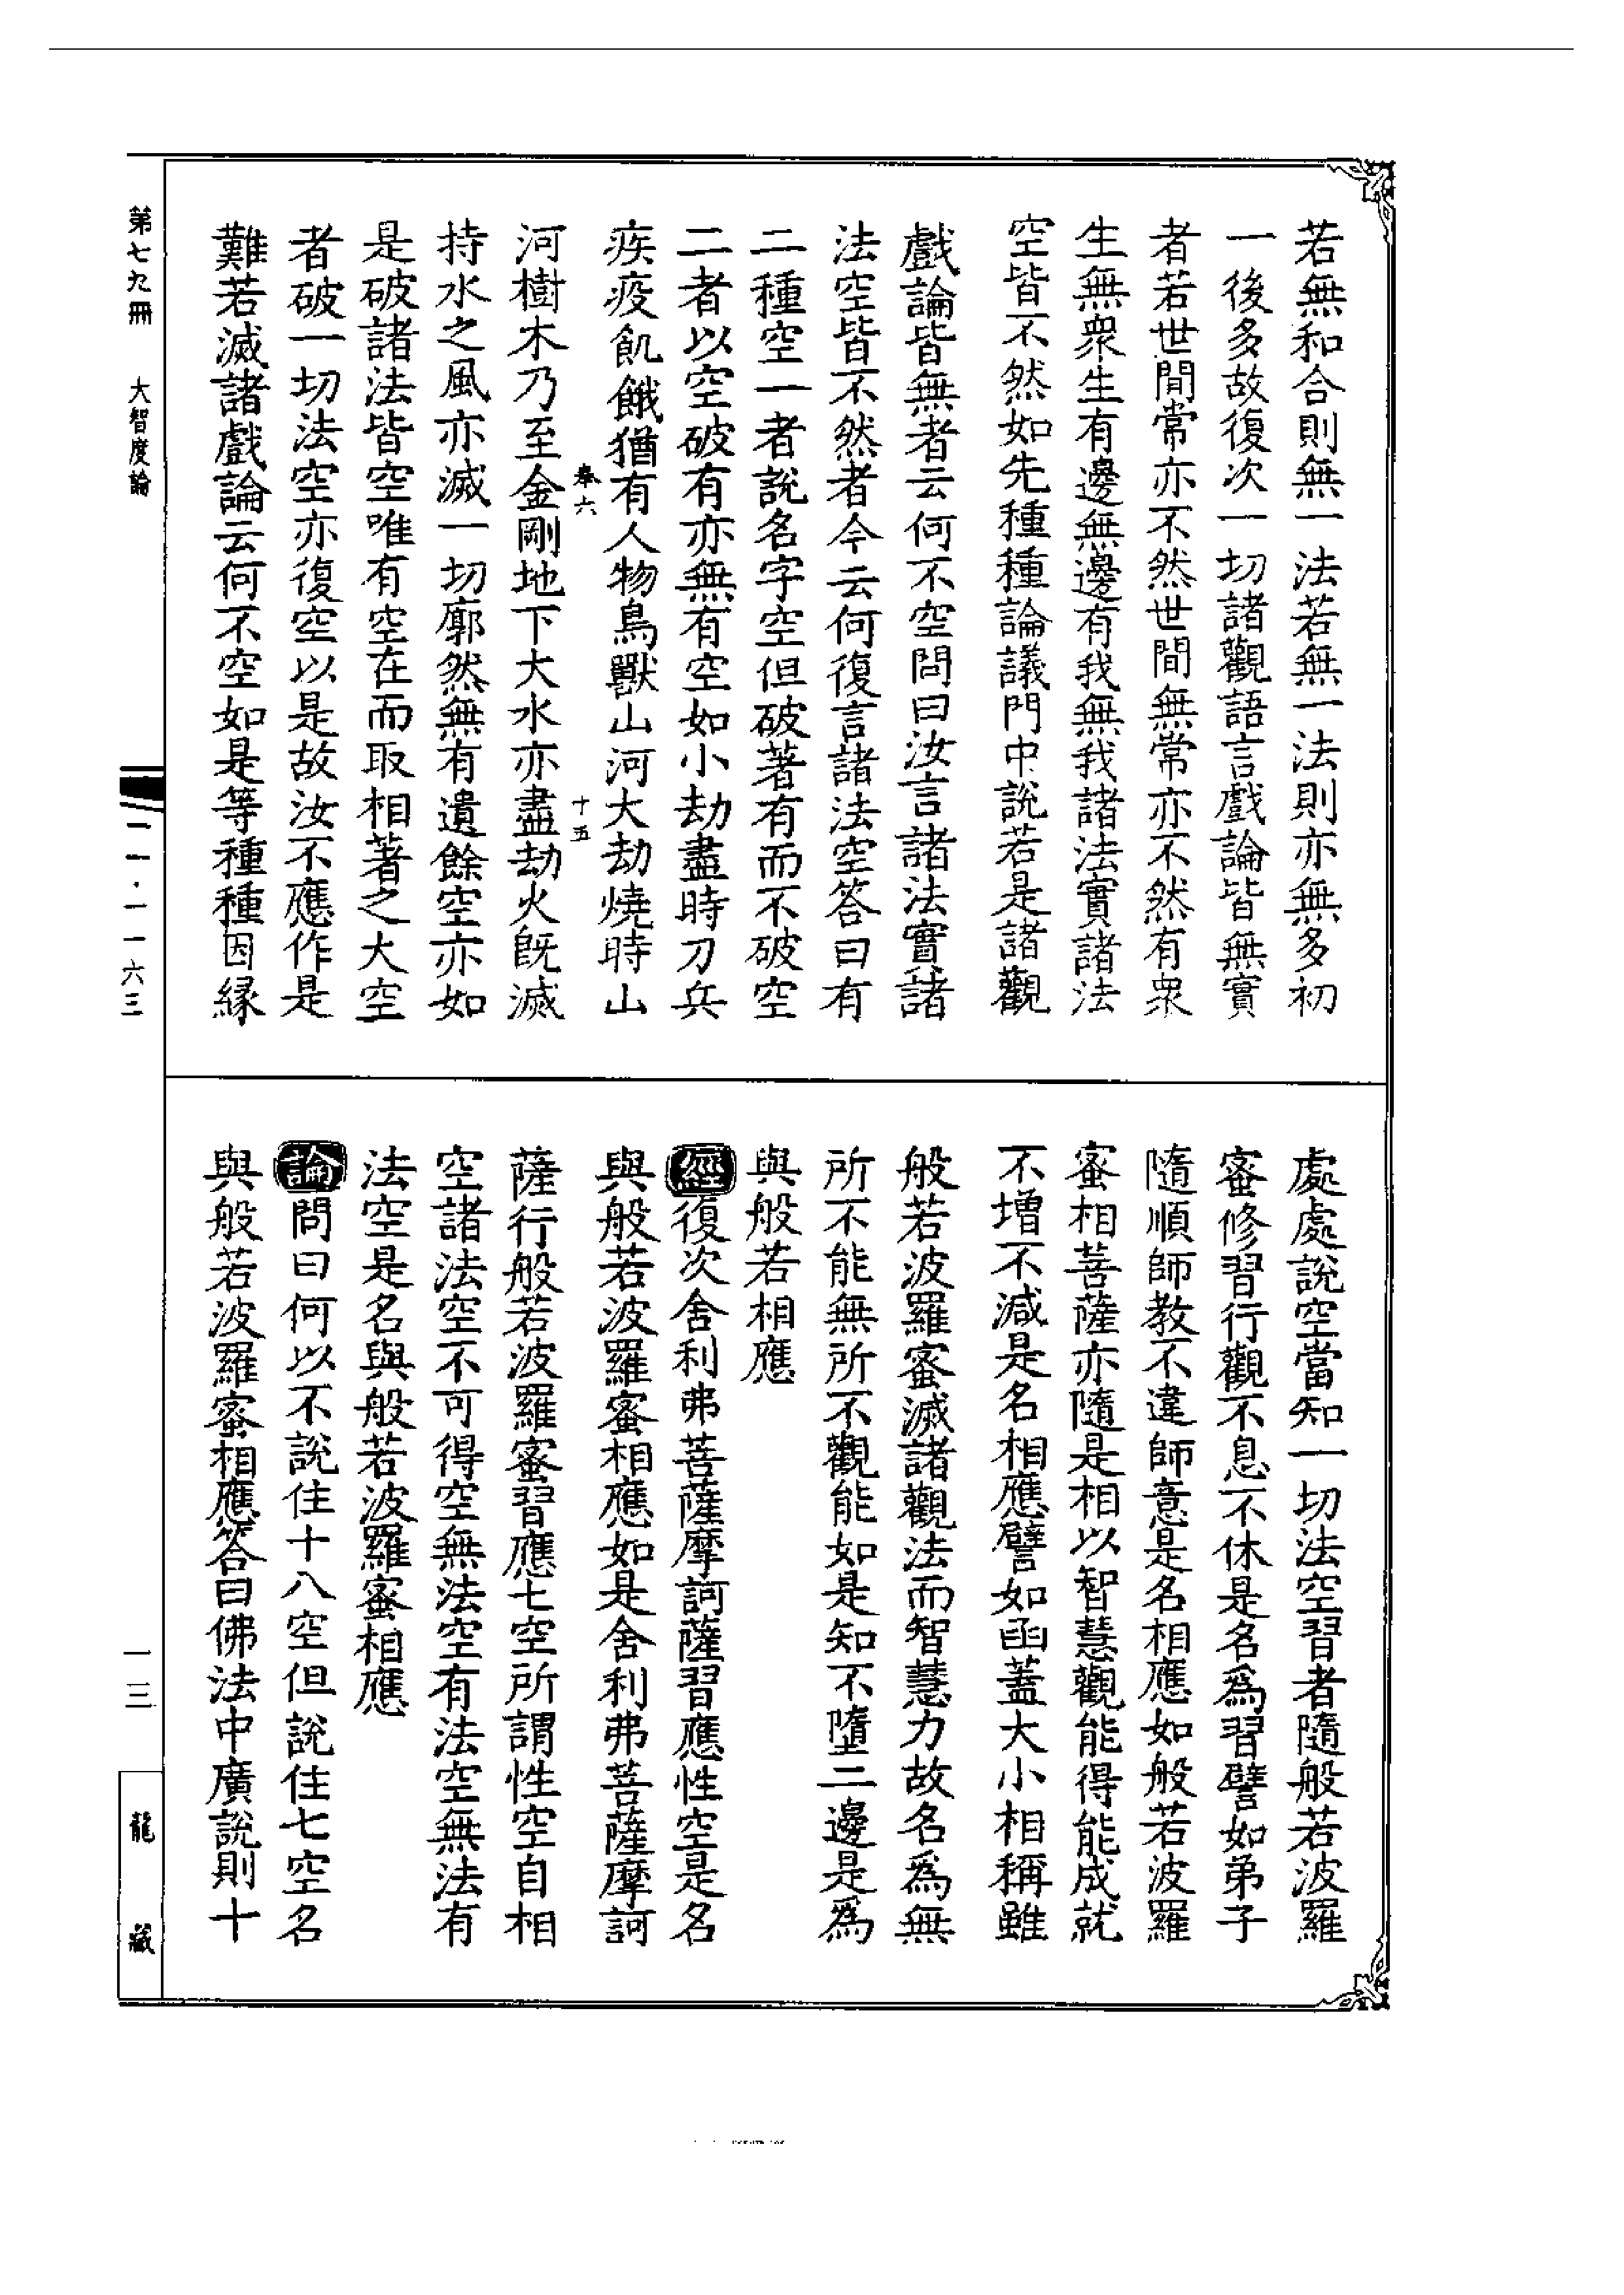 若無和合則無一法若無一法則亦無多初
一後多故復次一切諸觀語言戲論皆無實
者若世間常亦不然世間無常亦不然有衆
生無衆生有邊無邊有我無我諸法實諸法
空皆不然如先種種論議門中說若是諸觀
戲論皆無者云何不空問曰汝言諸法實諸
法空皆不然者今云何復言諸法空答曰有
二種空一者說名字空但破著有而不破空
二者以空破有亦無有空如小劫盡時刀兵
疾疫飢餓猶有人物鳥獸山河大劫燒時山
卷六 十五
河樹木乃至金剛地下大水亦盡劫火既滅
持水之風亦滅一切廓然無有遺餘空亦如
是破諸法皆空唯有空在而取相著之大空
者破一切法空亦復空以是故汝不應作是
難若滅諸戲論云何不空如是等種種因緣
處處說空當知一切法空習者隨般若波羅
蜜修習行觀不息不休是名為習譬如弟子
隨順師教不違師意是名相應如般若波羅
蜜相菩薩亦隨是相以智慧觀能得能成就
不增不減是名相應譬如函蓋大小相稱雖
般若波羅蜜滅諸觀法而智慧力故名為無
所不能無所不觀能如是知不墮二邊是為
與般若相應
經復次舍利弗菩薩摩訶薩習應性空是名
與般若波羅蜜相應如是舍利弗菩薩摩訶
薩行般若波羅蜜習應七空所謂性空自相
空諸法空不可得空無法空有法空無法有
法空是名與般若波羅蜜相應
論問曰何以不說住十八空但說住七空名
與般若波羅蜜相應答曰佛法中廣說則十
第七九冊 大智度論
一一·一一六三
一三
龍藏